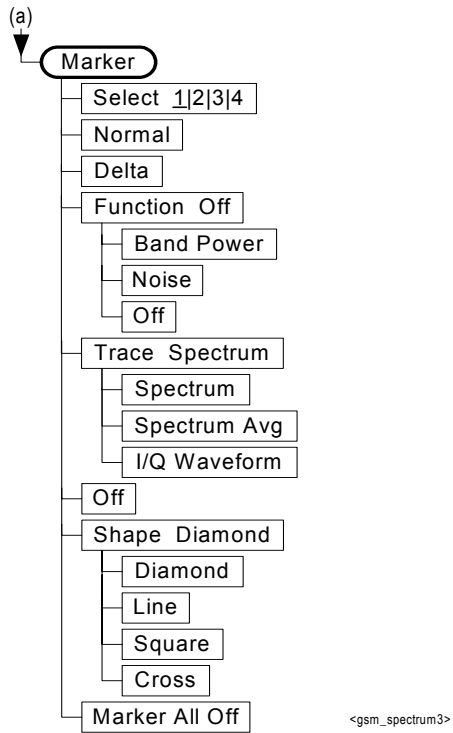 (a)
Marker
Select 1|2|3|4
Normal
Delta
Function Off
Band Power
Noise
Off
Trace Spectrum
Spectrum
Spectrum Avg
I/Q Waveform
Off
Shape Diamond
Diamond
Line
Square
Cross
Marker All Off
<gsm_spectrum3>